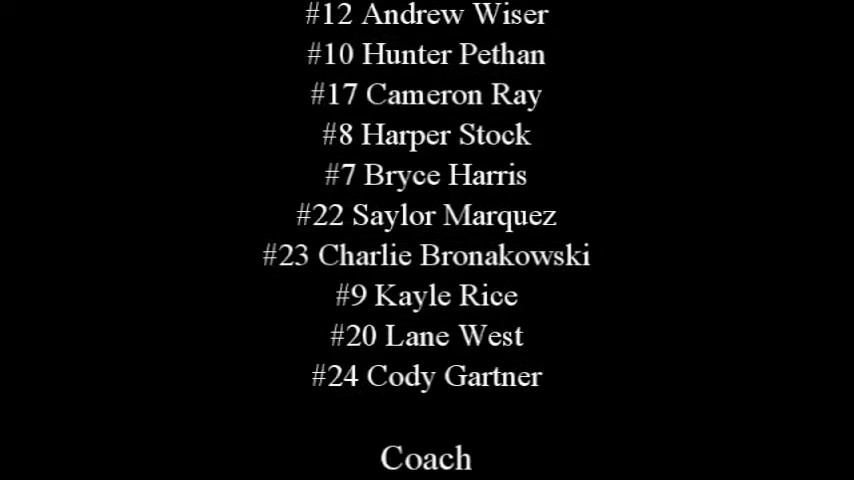 #12 Andrew Wiser
#10 Hunter Pethan
#17 Cameron Ray
#8 Harper Stock
#7 Bryce Harris
#22 Saylor Marquez
#23 Charlie Bronakowski
#9 Kayle Rice
#20 Lane West
#24 Cody Gartner
Coach